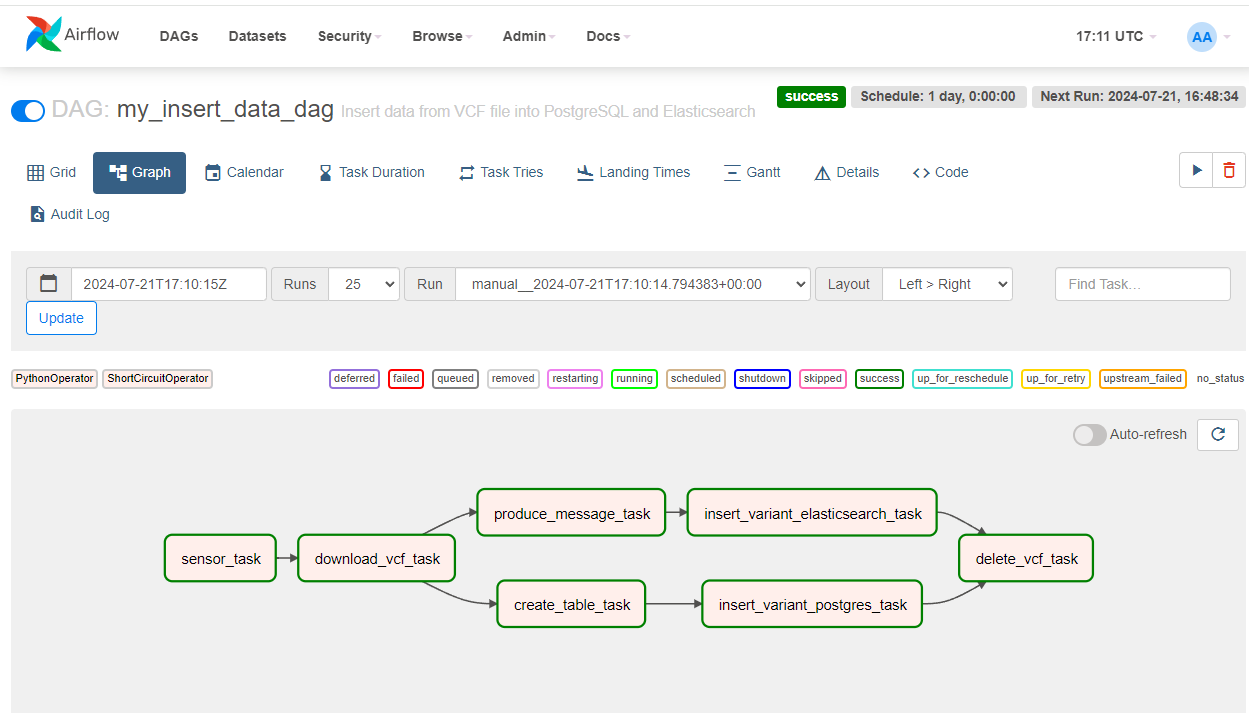 Airflow DAGs Datasets Security Browse Admin Docs 17:11 UTC AA
DAG: my_insert_data_dag Insert data from VCF file into PostgreSQL and Elasticsearch success Schedule: 1 day, 0:00:00 Next Run: 2024-07-21, 16:48:34
Grid Graph Calendar Task Duration Task Tries Landing Times Gantt Details Code
Audit Log
2024-07-21T17:10:15Z Runs 25 Run manual__2024-07-21T17:10:14.794383+00:00 Layout Left > Right Find Task...
Update
PythonOperator ShortCircuitOperator deferred failed queued removed restarting running scheduled shutdown skipped success up_for_reschedule up_for_retry upstream_failed no_status
Auto-refresh
produce_message_task insert_variant_elasticsearch_task
sensor_task download_vcf_task delete_vcf_task
create_table_task insert_variant_postgres_task